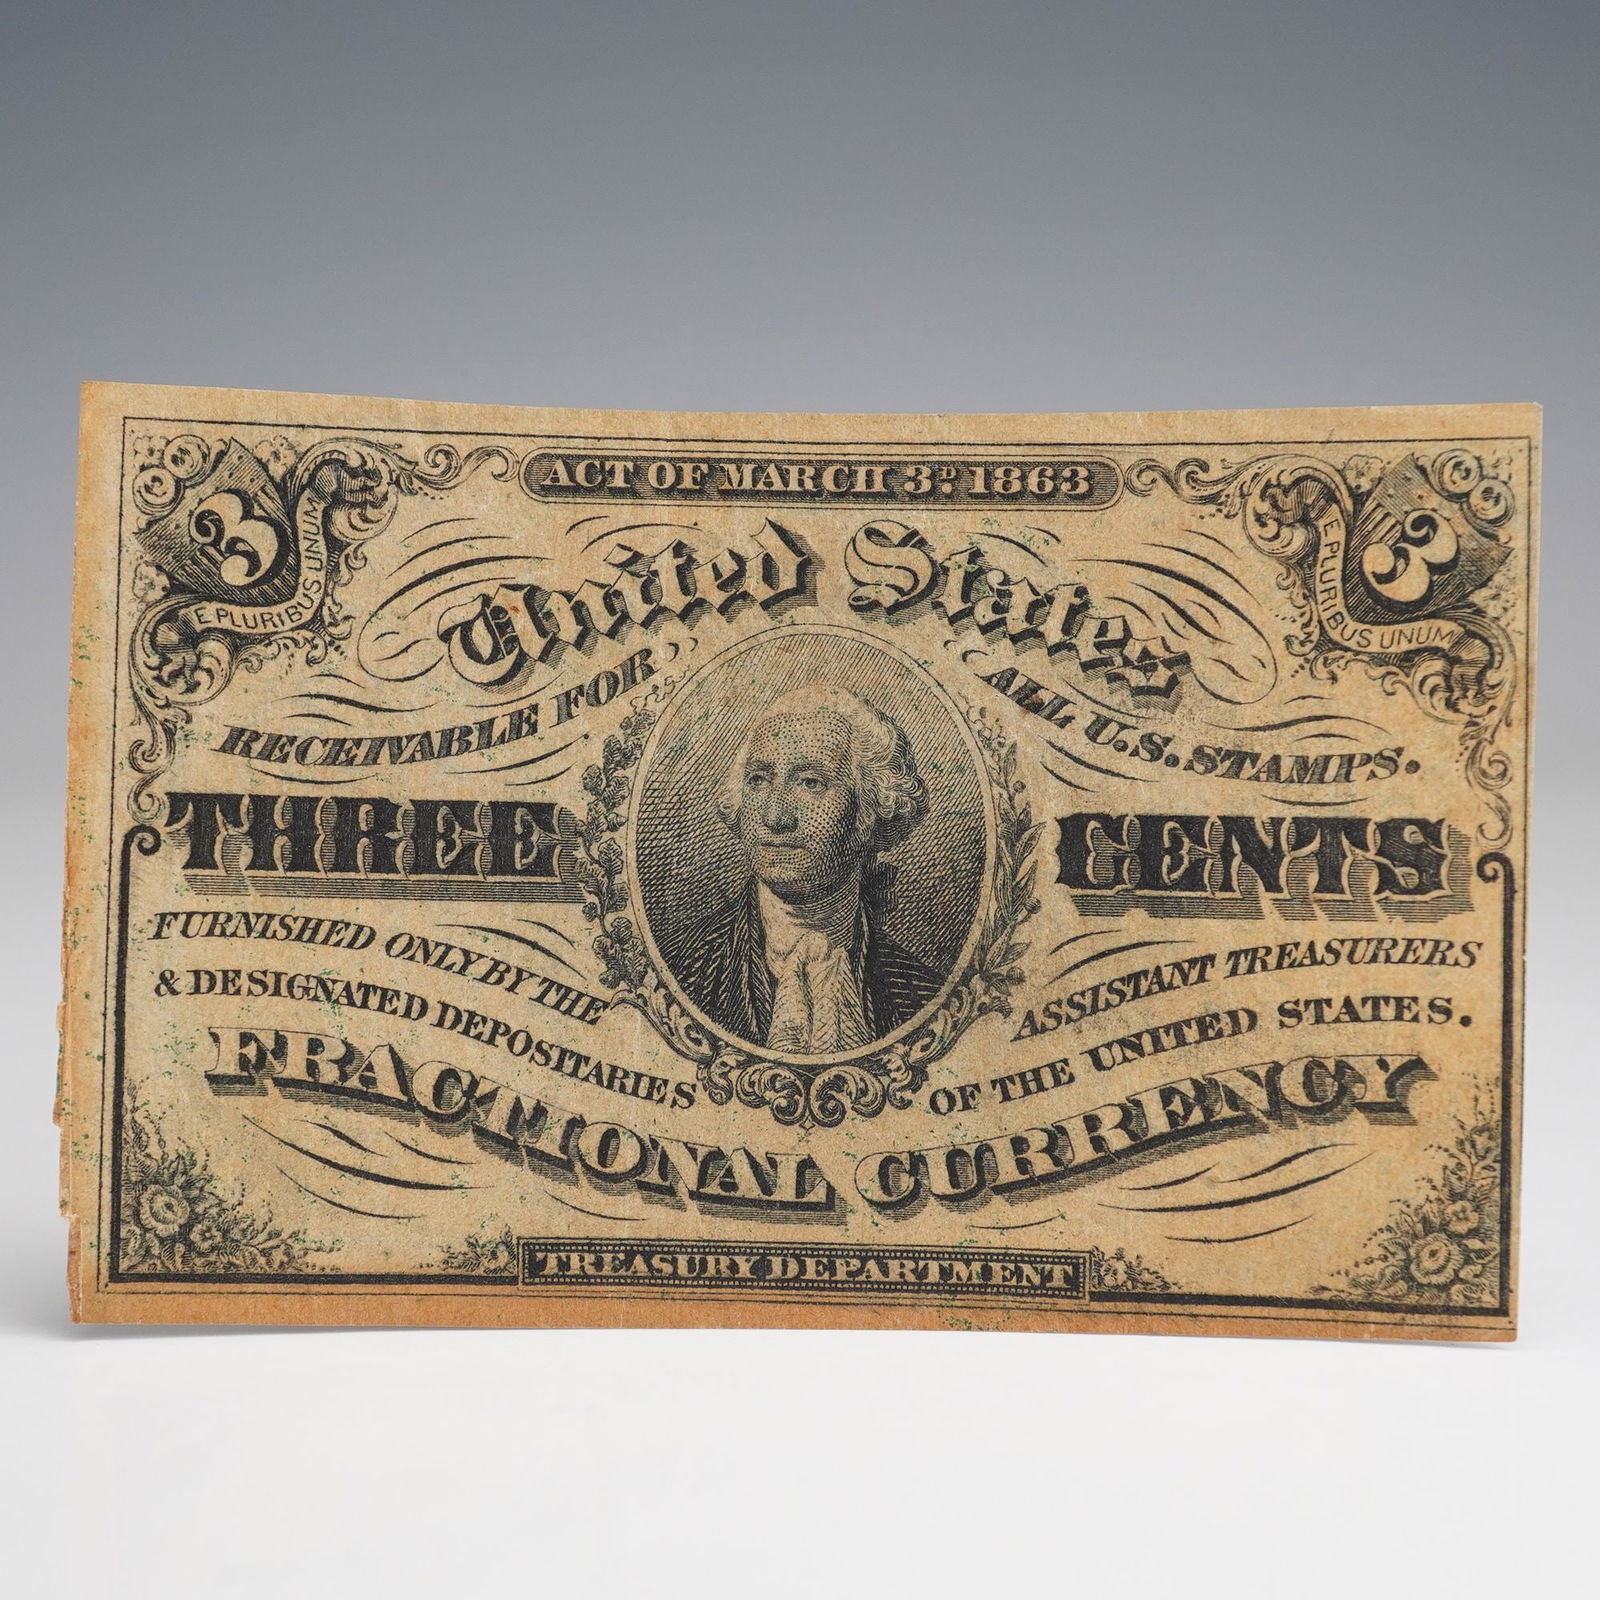 ACT OF MARCH 3D 1863
3
E PLURIBUS UNUM
3
E PLURIBUS UNUM
United States
RECEIVABLE FOR ALL U.S. STAMPS.
THREE CENTS
FURNISHED ONLY BY THE ASSISTANT TREASURERS
& DESIGNATED DEPOSITARIES OF THE UNITED STATES.
FRACTIONAL CURRENCY
TREASURY DEPARTMENT